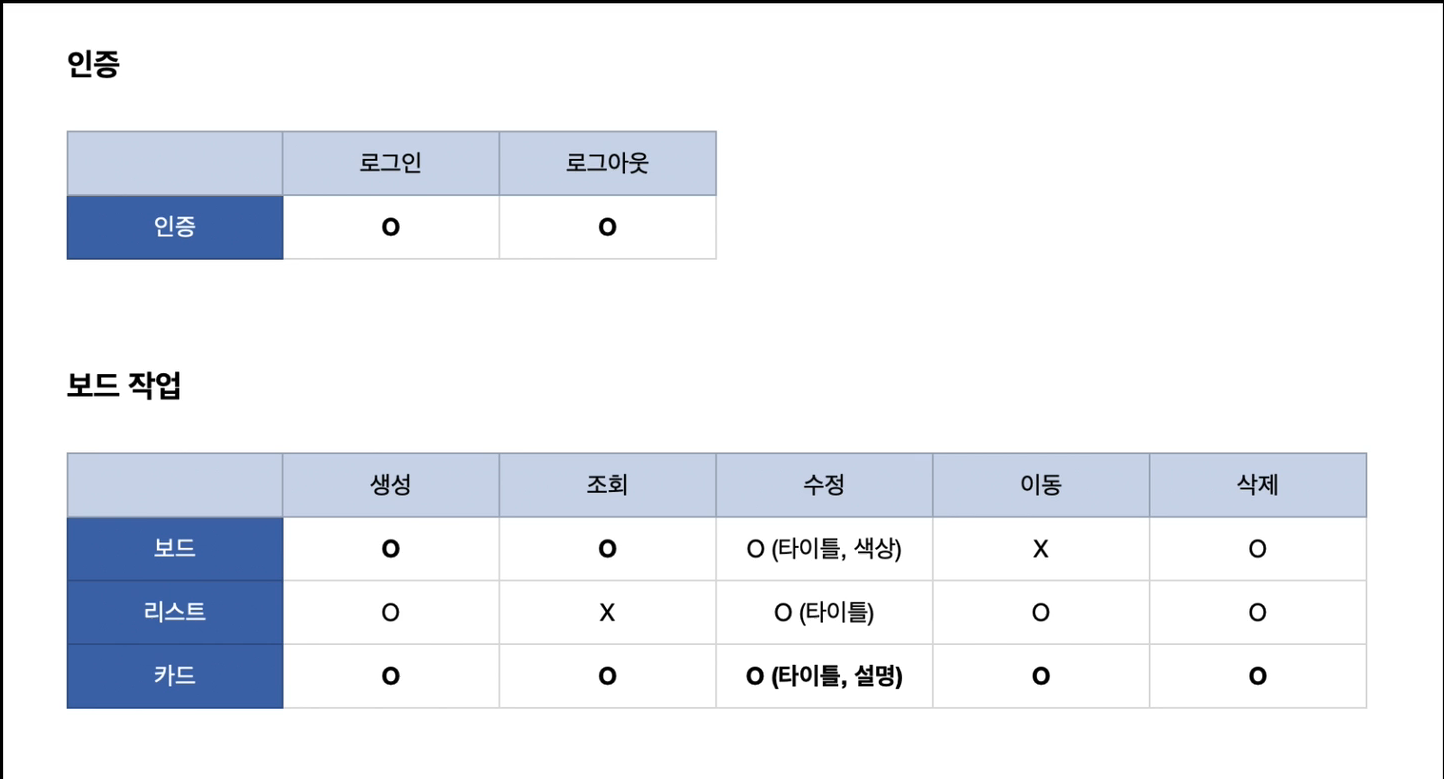 인증
로그인 로그아웃
인증 O O
보드 작업
생성 조회 수정 이동 삭제
보드 O O O (타이틀, 색상) X O
리스트 O X O (타이틀) O O
카드 O O O (타이틀, 설명) O O